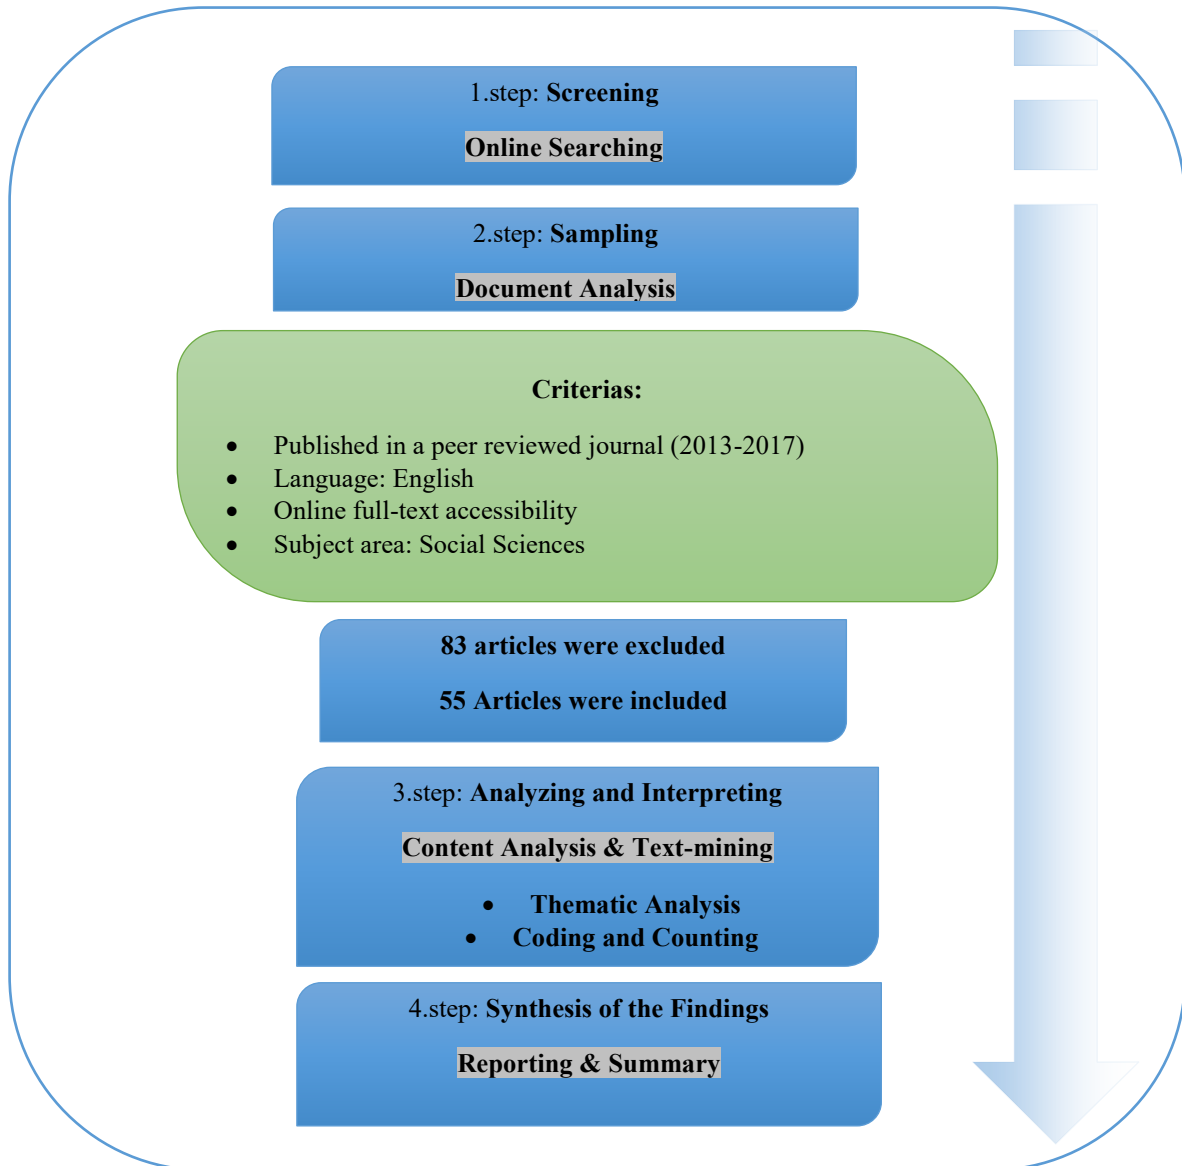 1.step: Screening
Online Searching
2.step: Sampling
Document Analysis
Criterias:
• Published in a peer reviewed journal (2013-2017)
• Language: English
• Online full-text accessibility
• Subject area: Social Sciences
83 articles were excluded
55 Articles were included
3.step: Analyzing and Interpreting
Content Analysis & Text-mining
• Thematic Analysis
• Coding and Counting
4.step: Synthesis of the Findings
Reporting & Summary